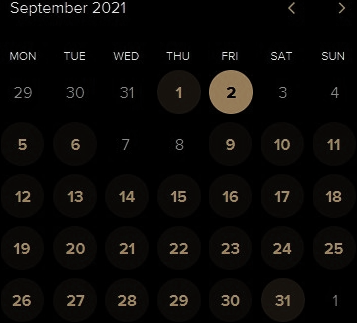 September 2021
MON TUE WED THU FRI SAT SUN
29 30 31 1 2 3 4
5 6 7 8 9 10 11
12 13 14 15 16 17 18
19 20 21 22 23 24 25
26 27 28 29 30 31 1